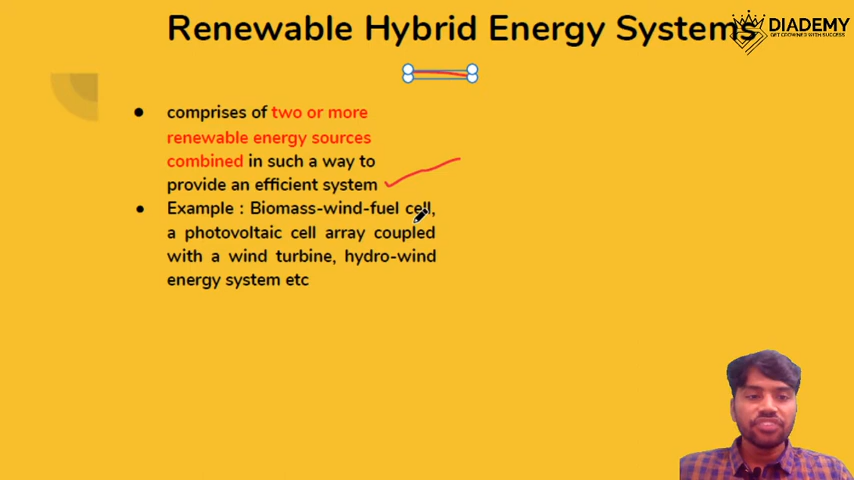 Renewable Hybrid Energy Systems
DIADEMY
GET CROWNED WITH SUCCESS
comprises of two or more
renewable energy sources
combined in such a way to
provide an efficient system
Example : Biomass-wind-fuel cell,
a photovoltaic cell array coupled
with a wind turbine, hydro-wind
energy system etc